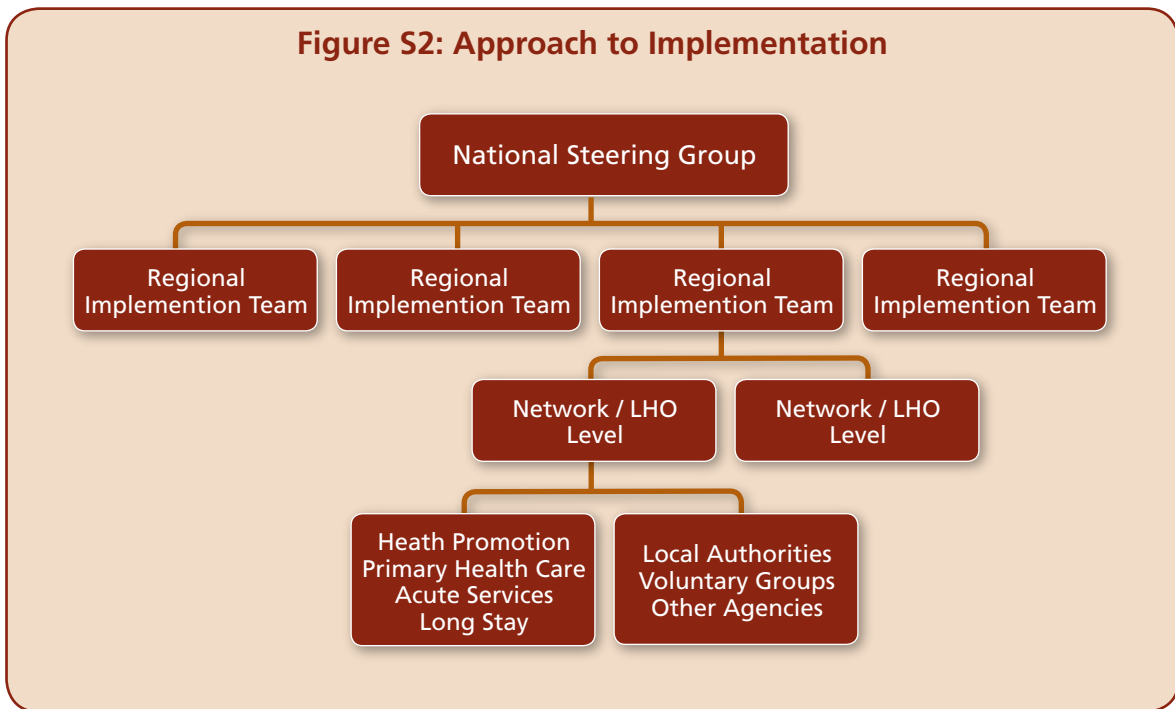 Figure S2: Approach to Implementation
National Steering Group
Regional
Implemention Team
Regional
Implemention Team
Regional
Implemention Team
Regional
Implemention Team
Network / LHO
Level
Network / LHO
Level
Heath Promotion
Primary Health Care
Acute Services
Long Stay
Local Authorities
Voluntary Groups
Other Agencies